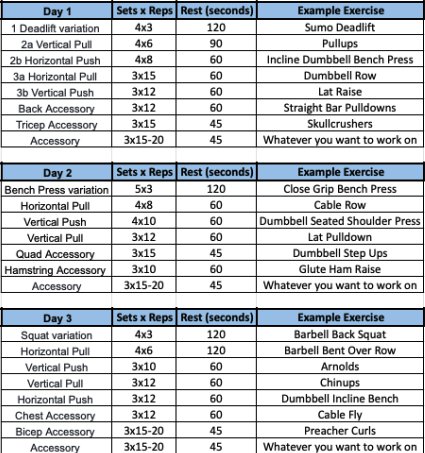 Day 1 Sets x Reps Rest (seconds) Example Exercise
1 Deadlift variation 4x3 120 Sumo Deadlift
2a Vertical Pull 4x6 90 Pullups
2b Horizontal Push 4x8 60 Incline Dumbbell Bench Press
3a Horizontal Pull 3x15 60 Dumbbell Row
3b Vertical Push 3x12 60 Lat Raise
Back Accessory 3x12 60 Straight Bar Pulldowns
Tricep Accessory 3x15 45 Skullcrushers
Accessory 3x15-20 45 Whatever you want to work on
Day 2 Sets x Reps Rest (seconds) Example Exercise
Bench Press variation 5x3 120 Close Grip Bench Press
Horizontal Pull 4x8 60 Cable Row
Vertical Push 4x10 60 Dumbbell Seated Shoulder Press
Vertical Pull 3x12 60 Lat Pulldown
Quad Accessory 3x15 45 Dumbbell Step Ups
Hamstring Accessory 3x10 60 Glute Ham Raise
Accessory 3x15-20 45 Whatever you want to work on
Day 3 Sets x Reps Rest (seconds) Example Exercise
Squat variation 4x3 120 Barbell Back Squat
Horizontal Pull 4x6 120 Barbell Bent Over Row
Vertical Push 3x10 60 Arnolds
Vertical Pull 3x12 60 Chinups
Horizontal Push 3x12 60 Dumbbell Incline Bench
Chest Accessory 3x12 60 Cable Fly
Bicep Accessory 3x15-20 45 Preacher Curls
Accessory 3x15-20 45 Whatever you want to work on